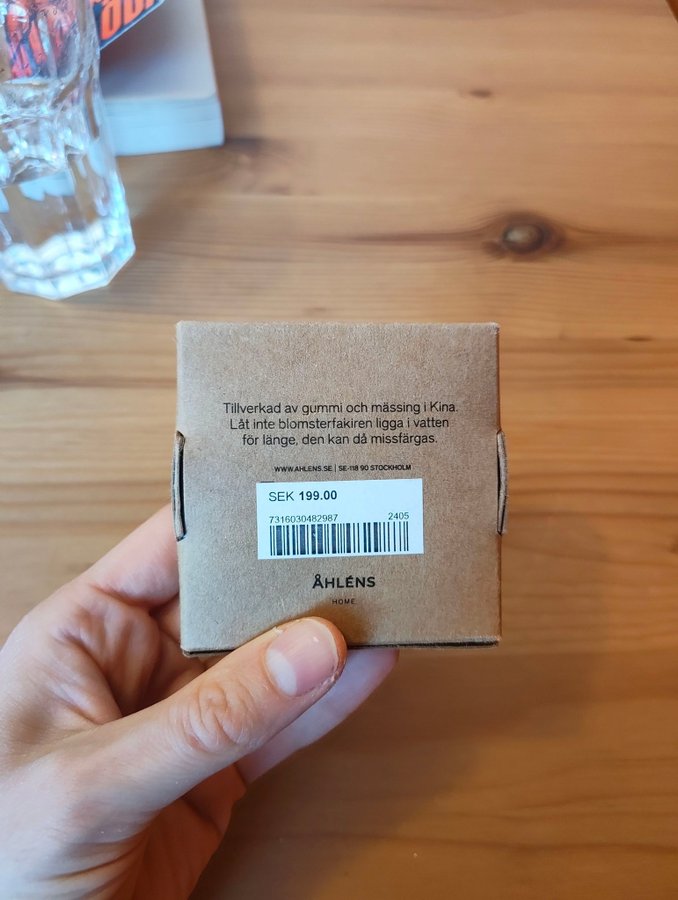 Tillverkad av gummi och mässing i Kina.
Låt inte blomsterfakiren ligga i vatten
för länge, den kan då missfärgas.
WWW.AHLENS.SE | SE-118 90 STOCKHOLM
SEK 199.00
7316030482987 2405
ÅHLÉNS
HOME